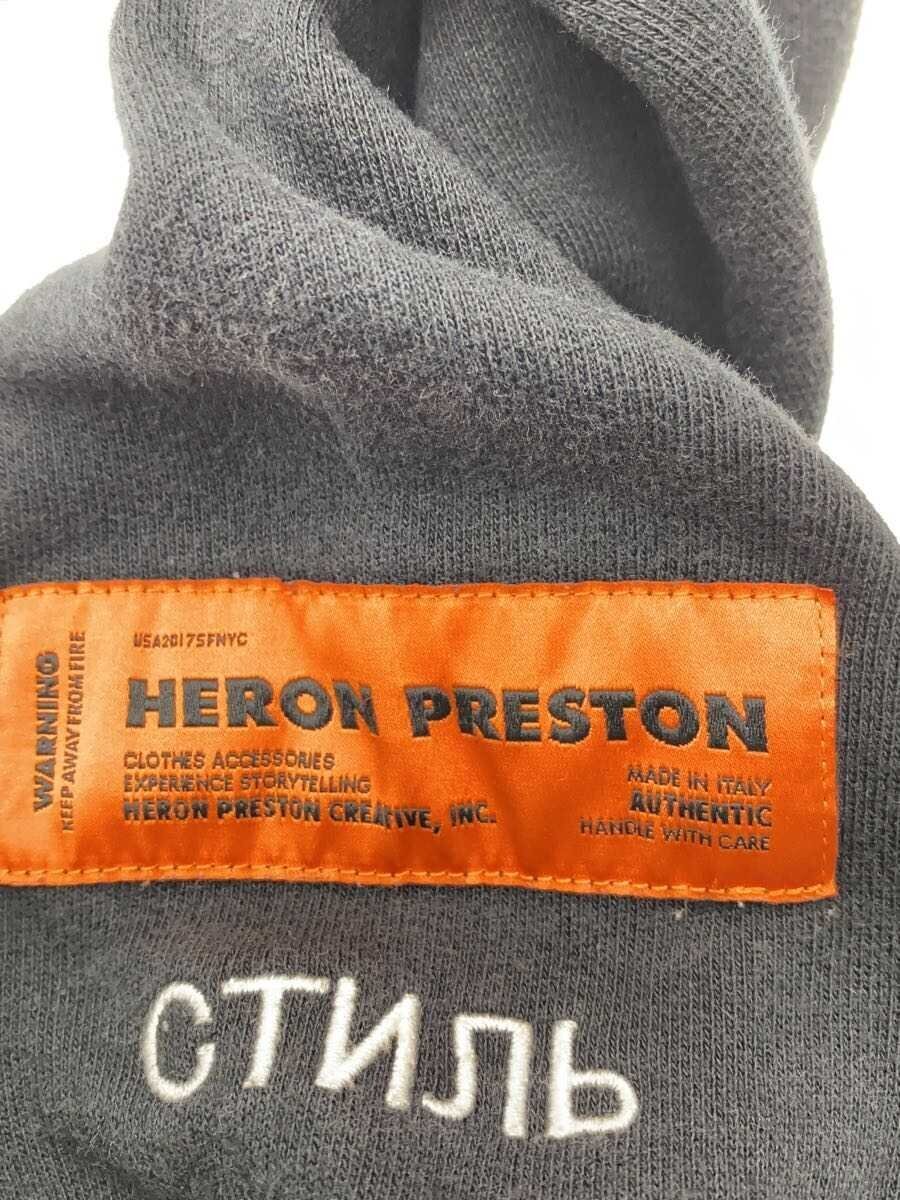 WARNING
KEEP AWAY FROM FIRE
USA2017SFNYC
HERON PRESTON
CLOTHES ACCESSORIES
EXPERIENCE STORYTELLING
HERON PRESTON CREATIVE, INC.
MADE IN ITALY
AUTHENTIC
HANDLE WITH CARE
СТИЛЬ